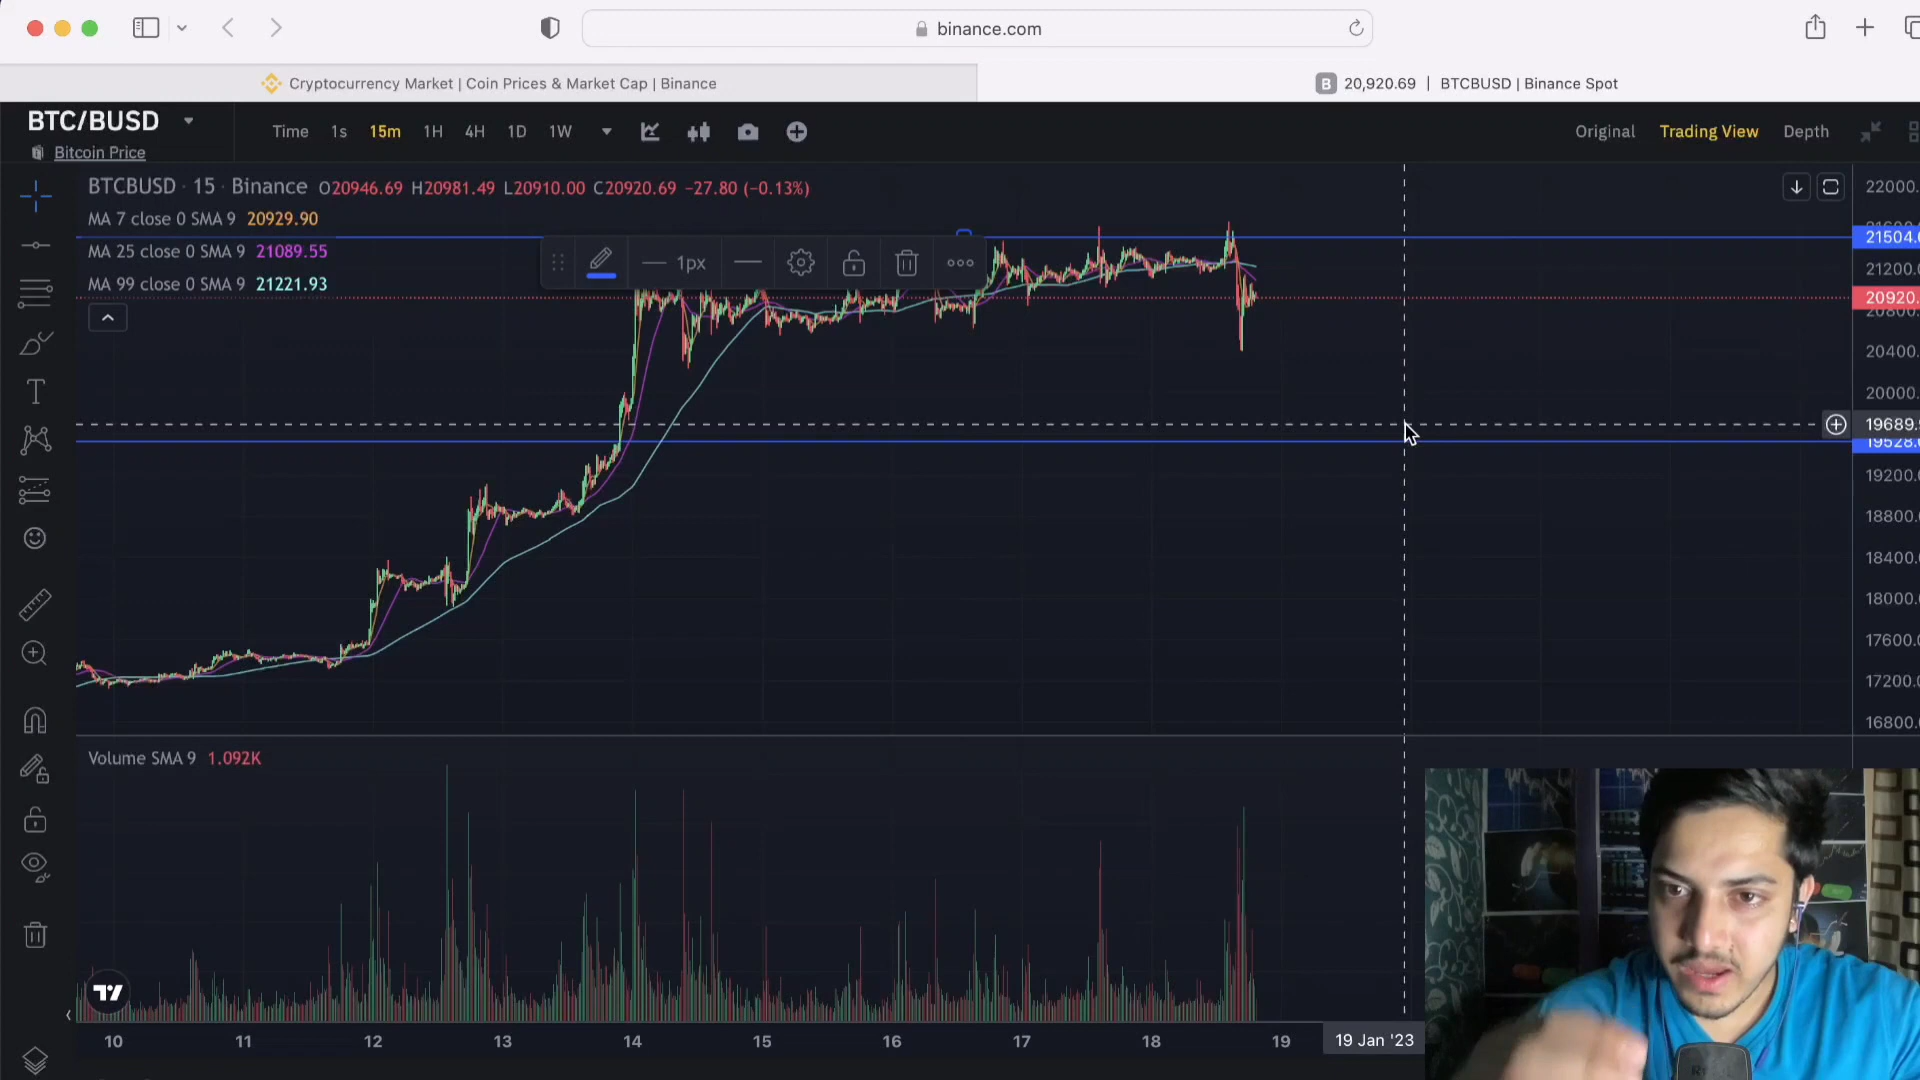 binance.com
Cryptocurrency Market | Coin Prices & Market Cap | Binance
B 20,920.69 | BTCBUSD | Binance Spot
BTC/BUSD
Bitcoin Price
Time 1s 15m 1H 4H 1D 1W
Original Trading View Depth
BTCBUSD · 15 · Binance O20946.69 H20981.49 L20910.00 C20920.69 −27.80 (−0.13%)
MA 7 close 0 SMA 9 20929.90
MA 25 close 0 SMA 9 21089.55
MA 99 close 0 SMA 9 21221.93
1px
22000.
21504.
21200.
20920.
20800.
20400.
20000.
19689.
19528.
19200.
18800.
18400.
18000.
17600.
17200.
16800.
Volume SMA 9 1.092K
10 11 12 13 14 15 16 17 18 19 19 Jan '23